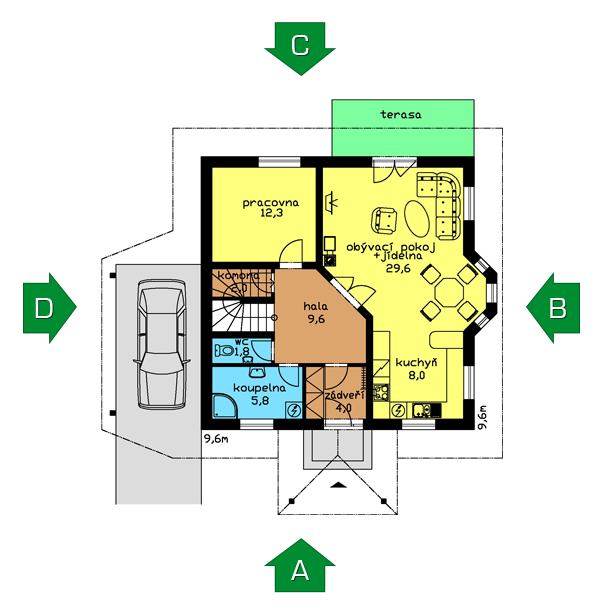 C
terasa
pracovna
12,3
obývací pokoj
+jídelna
29,6
komora
D
hala
9,6
B
wc
1,8
kuchyň
8,0
koupelna
5,8
zádveří
4,0
9,6m
9,6m
A